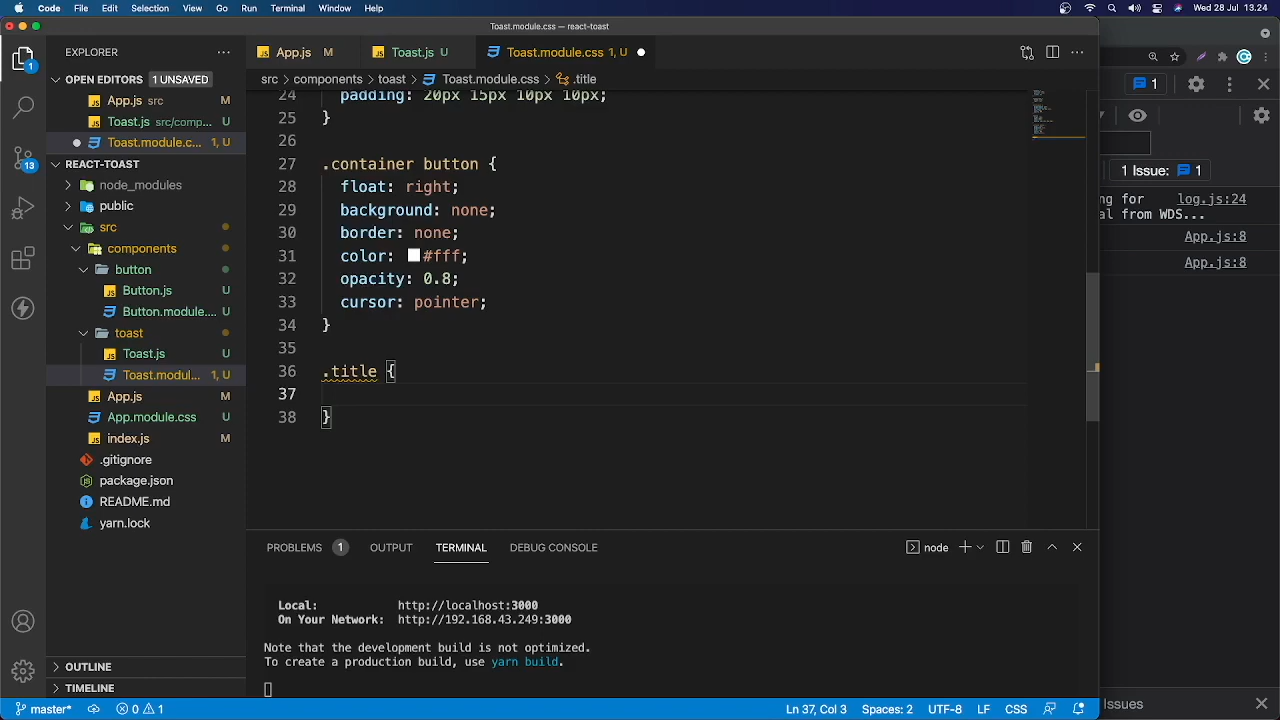 Code File Edit Selection View Go Run Terminal Window Help Wed 28 Jul 13.24
Toast.module.css — react-toast
EXPLORER
App.js M Toast.js U Toast.module.css 1, U
src > components > toast > Toast.module.css > .title
OPEN EDITORS 1 UNSAVED
App.js src M
Toast.js src/comp... U
Toast.module.c... 1, U
REACT-TOAST
node_modules
public
src
components
button
Button.js U
Button.module.... U
toast
Toast.js U
Toast.modul... 1, U
App.js M
App.module.css U
index.js M
.gitignore
package.json
README.md
yarn.lock
OUTLINE
TIMELINE
1
13
24 padding: 20px 15px 10px 10px;
25 }
26
27 .container button {
28 float: right;
29 background: none;
30 border: none;
31 color: #fff;
32 opacity: 0.8;
33 cursor: pointer;
34 }
35
36 .title {
37
38 }
PROBLEMS 1 OUTPUT TERMINAL DEBUG CONSOLE node
Local: http://localhost:3000
On Your Network: http://192.168.43.249:3000
Note that the development build is not optimized.
To create a production build, use yarn build.
1
1 Issue: 1
ng for log.js:24
al from WDS...
App.js:8
App.js:8
Issues
master* 0 1 Ln 37, Col 3 Spaces: 2 UTF-8 LF CSS